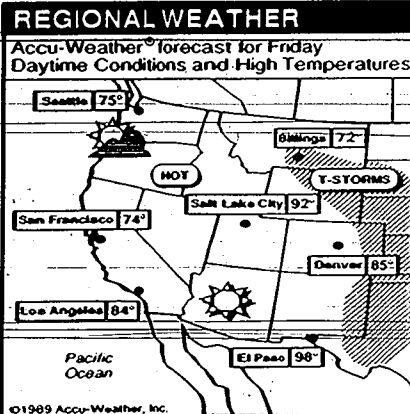 REGIONAL WEATHER
Accu-Weather® forecast for Friday
Daytime Conditions and High Temperatures
Seattle 75°
Billings 72°
HOT
T-STORMS
Salt Lake City 92°
San Francisco 74°
Denver 85°
Los Angeles 84°
El Paso 98°
Pacific
Ocean
©1989 Accu-Weather, Inc.